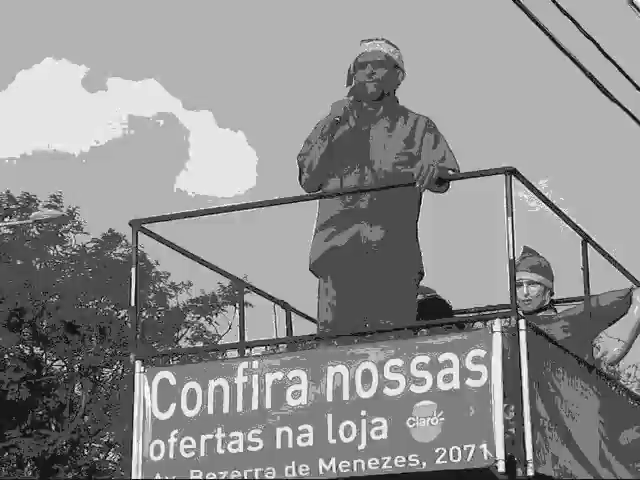 Confira nossas
ofertas na loja
Claro
Av. Bezerra de Menezes, 2071